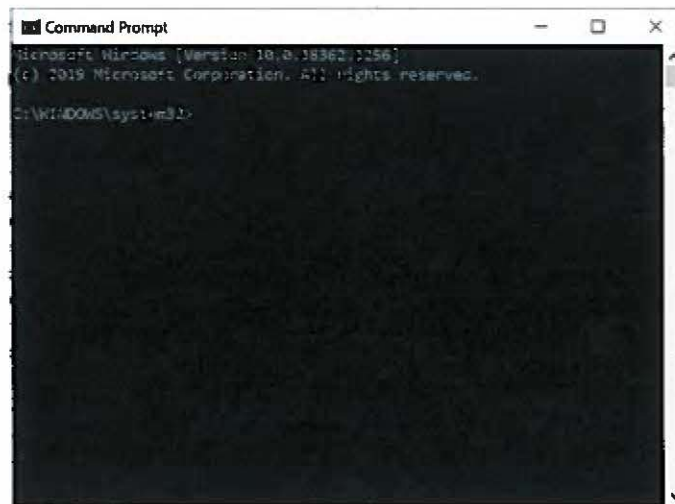 Command Prompt
Microsoft Windows [Version 10.0.18362.1256]
(c) 2019 Microsoft Corporation. All rights reserved.
C:\WINDOWS\system32>